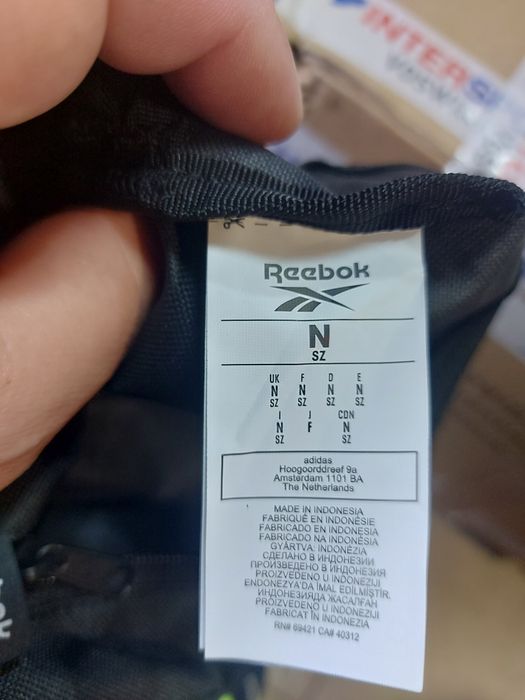 INTERS
Reebok
N
SZ
UK F D E
N N N N
SZ SZ SZ SZ
I J CDN
N F N
SZ SZ
adidas
Hoogoorddreef 9a
Amsterdam 1101 BA
The Netherlands
MADE IN INDONESIA
FABRIQUÉ EN INDONÉSIE
FABRICADO EN INDONESIA
FABRICADO NA INDONÉSIA
GYÁRTVA: INDONÉZIA
СДЕЛАНО В ИНДОНЕЗИИ
ПРОИЗВЕДЕНО В ИНДОНЕЗИЯ
PROIZVEDENO U INDONEZIJI
ENDONEZYA'DA İMAL EDİLMİŞTİR.
ИНДОНЕЗИЯДА ЖАСАЛҒАН
PROIZVEDENO U INDONEZIJI
FABRICAT ÎN INDONEZIA
RN# 69421 CA# 40312